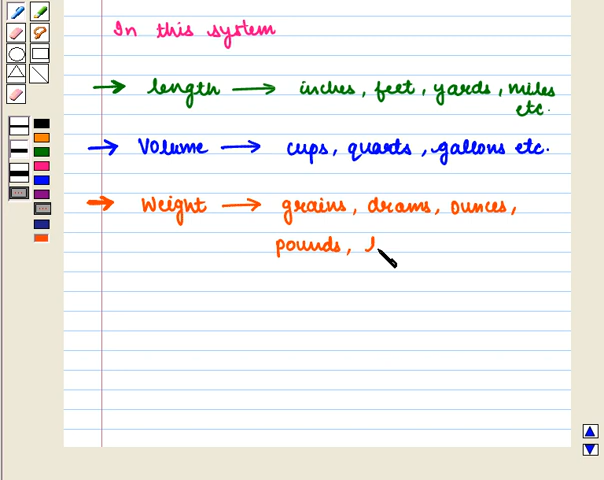 In this system
→ length → inches, feet, yards, miles
etc.
→ Volume → cups, quarts, gallons etc.
→ Weight → grains, drams, ounces,
pounds,